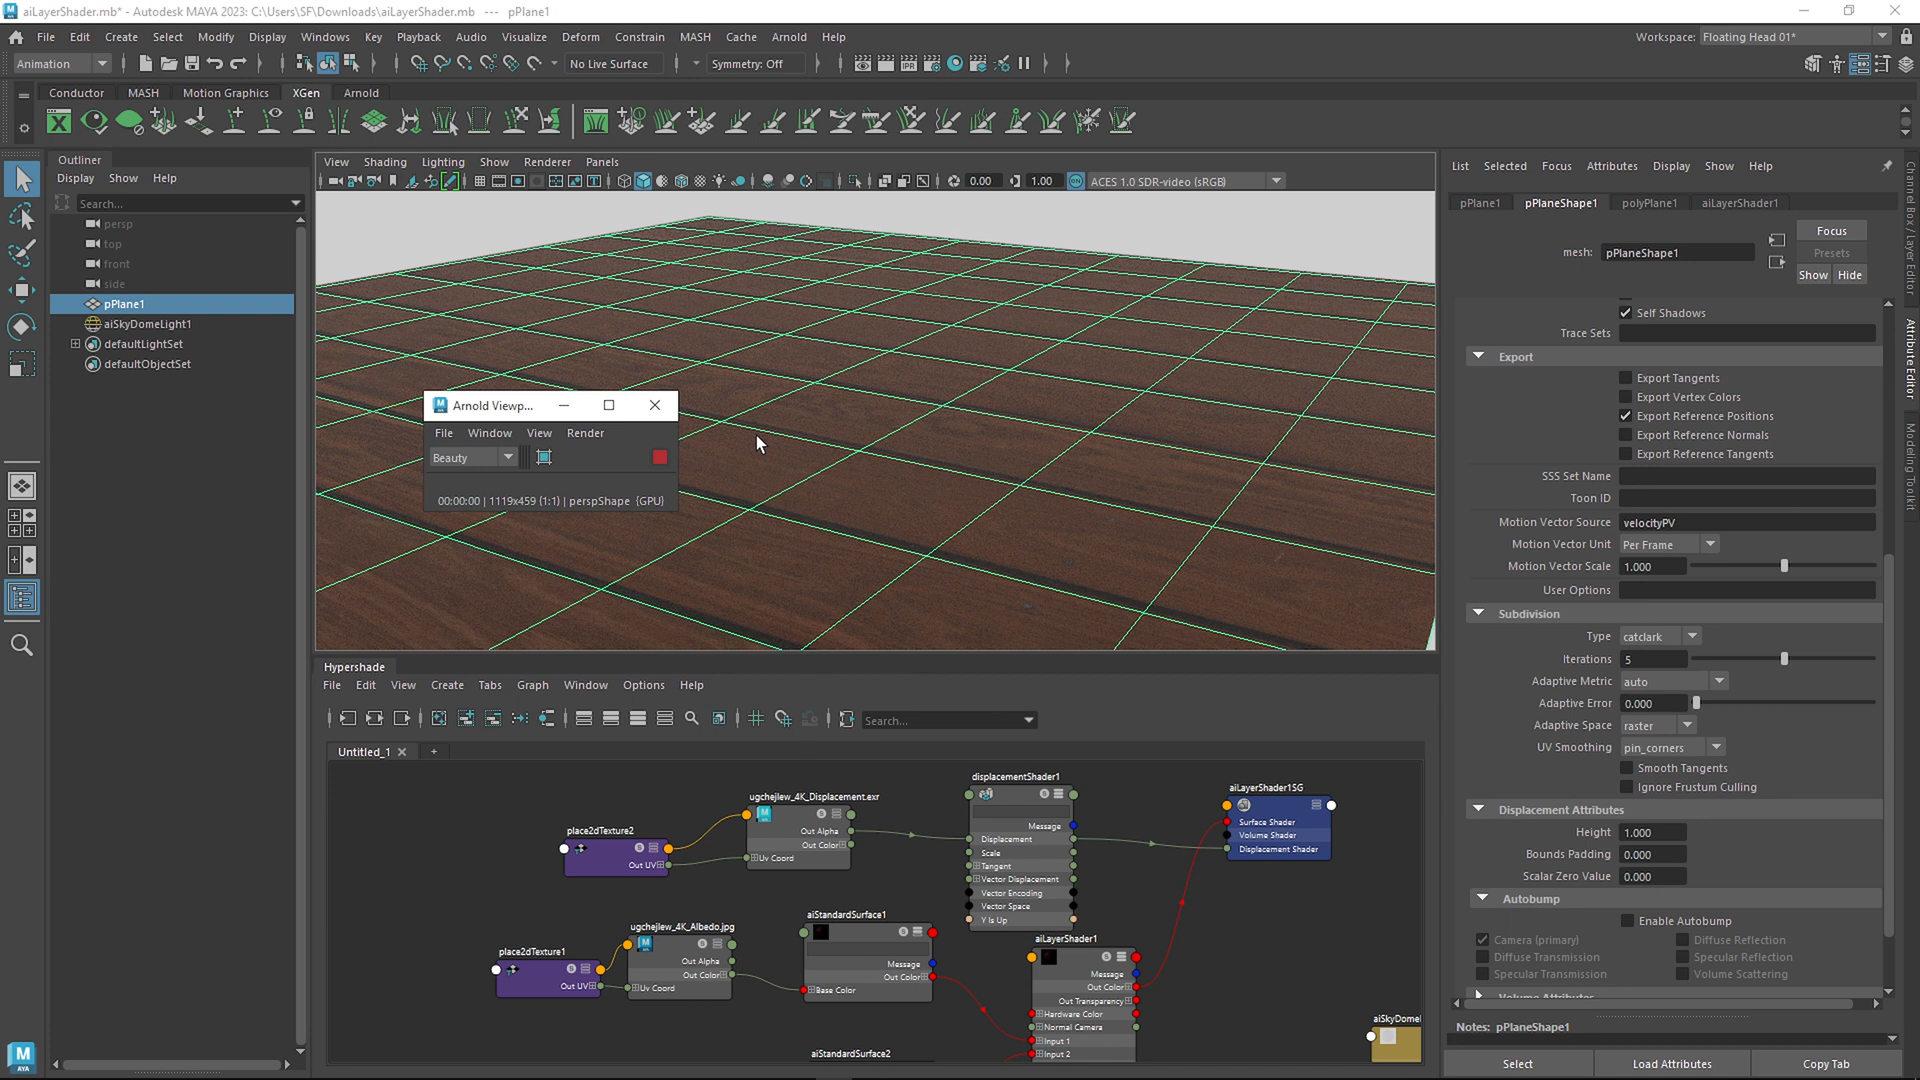 aiLayerShader.mb* - Autodesk MAYA 2023: C:\Users\SF\Downloads\aiLayerShader.mb --- pPlane1
File Edit Create Select Modify Display Windows Key Playback Audio Visualize Deform Constrain MASH Cache Arnold Help
Workspace: Floating Head 01*
Animation No Live Surface Symmetry: Off
Conductor MASH Motion Graphics XGen Arnold
Outliner
Display Show Help
Search...
persp
top
front
side
pPlane1
aiSkyDomeLight1
defaultLightSet
defaultObjectSet
View Shading Lighting Show Renderer Panels
0.00 1.00 ACES 1.0 SDR-video (sRGB)
Arnold Viewp...
File Window View Render
Beauty
00:00:00 | 1119x459 (1:1) | perspShape (GPU)
Hypershade
File Edit View Create Tabs Graph Window Options Help
Search...
Untitled_1
place2dTexture2
Out UV
ugchejlew_4K_Displacement.exr
Out Alpha
Out Color
Uv Coord
displacementShader1
Message
Displacement
Scale
Tangent
Vector Displacement
Vector Encoding
Vector Space
Y Is Up
aiLayerShader1SG
Surface Shader
Volume Shader
Displacement Shader
place2dTexture1
Out UV
ugchejlew_4K_Albedo.jpg
Out Alpha
Out Color
Uv Coord
aiStandardSurface1
Message
Out Color
Base Color
aiLayerShader1
Message
Out Color
Out Transparency
Hardware Color
Normal Camera
Input 1
Input 2
aiStandardSurface2
aiSkyDomel
List Selected Focus Attributes Display Show Help
pPlane1 pPlaneShape1 polyPlane1 aiLayerShader1
mesh: pPlaneShape1
Focus
Presets
Show Hide
Self Shadows
Trace Sets
Export
Export Tangents
Export Vertex Colors
Export Reference Positions
Export Reference Normals
Export Reference Tangents
SSS Set Name
Toon ID
Motion Vector Source velocityPV
Motion Vector Unit Per Frame
Motion Vector Scale 1.000
User Options
Subdivision
Type catclark
Iterations 5
Adaptive Metric auto
Adaptive Error 0.000
Adaptive Space raster
UV Smoothing pin_corners
Smooth Tangents
Ignore Frustum Culling
Displacement Attributes
Height 1.000
Bounds Padding 0.000
Scalar Zero Value 0.000
Autobump
Enable Autobump
Camera (primary) Diffuse Reflection
Diffuse Transmission Specular Reflection
Specular Transmission Volume Scattering
Volume Attributes
Notes: pPlaneShape1
Select Load Attributes Copy Tab
Channel Box / Layer Editor
Attribute Editor
Modeling Toolkit
M
AYA